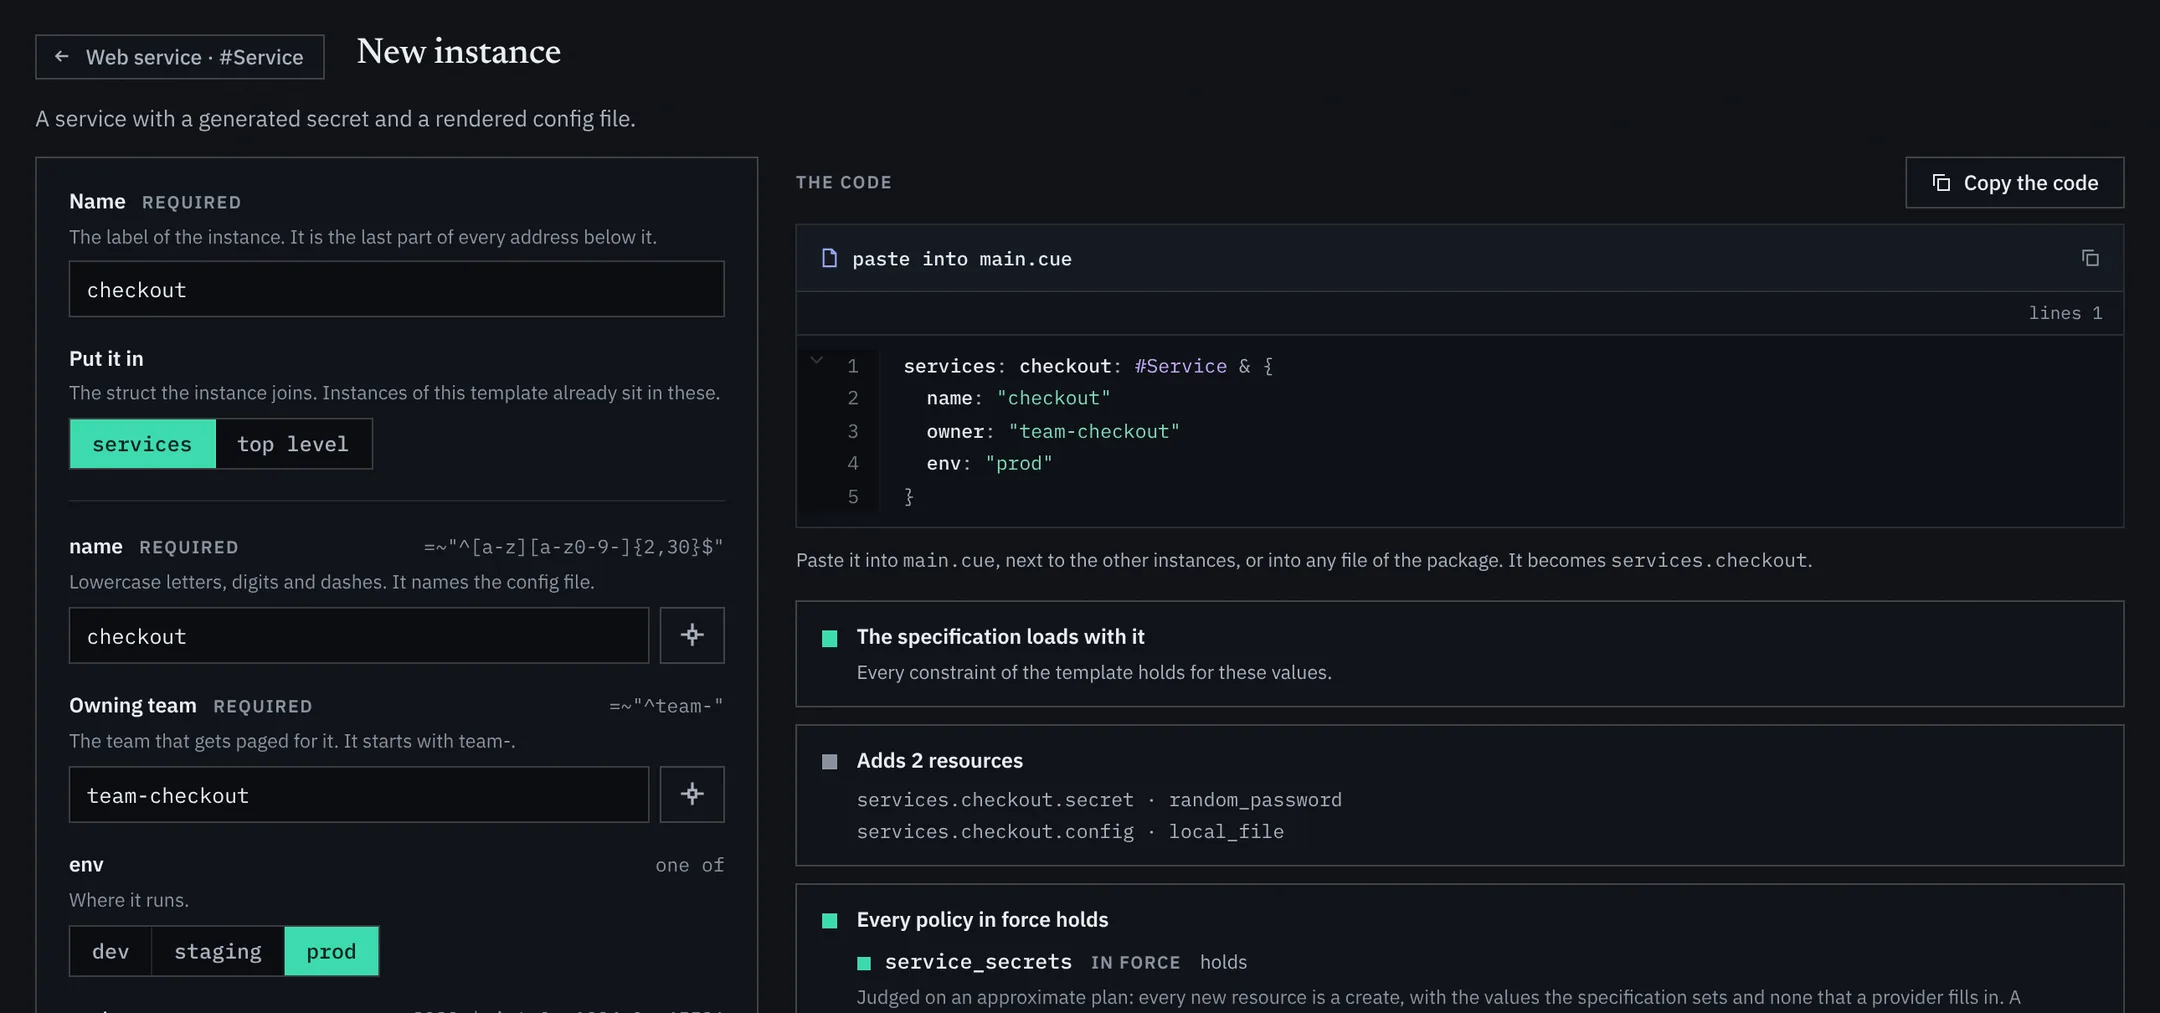 ← Web service · #Service
New instance
A service with a generated secret and a rendered config file.
Name REQUIRED
The label of the instance. It is the last part of every address below it.
checkout
Put it in
The struct the instance joins. Instances of this template already sit in these.
services top level
name REQUIRED =~"^[a-z][a-z0-9-]{2,30}$"
Lowercase letters, digits and dashes. It names the config file.
checkout
Owning team REQUIRED =~"^team-"
The team that gets paged for it. It starts with team-.
team-checkout
env one of
Where it runs.
dev staging prod
THE CODE
Copy the code
paste into main.cue
lines 1
1 services: checkout: #Service & {
2 name: "checkout"
3 owner: "team-checkout"
4 env: "prod"
5 }
Paste it into main.cue, next to the other instances, or into any file of the package. It becomes services.checkout.
The specification loads with it
Every constraint of the template holds for these values.
Adds 2 resources
services.checkout.secret · random_password
services.checkout.config · local_file
Every policy in force holds
service_secrets IN FORCE holds
Judged on an approximate plan: every new resource is a create, with the values the specification sets and none that a provider fills in. A